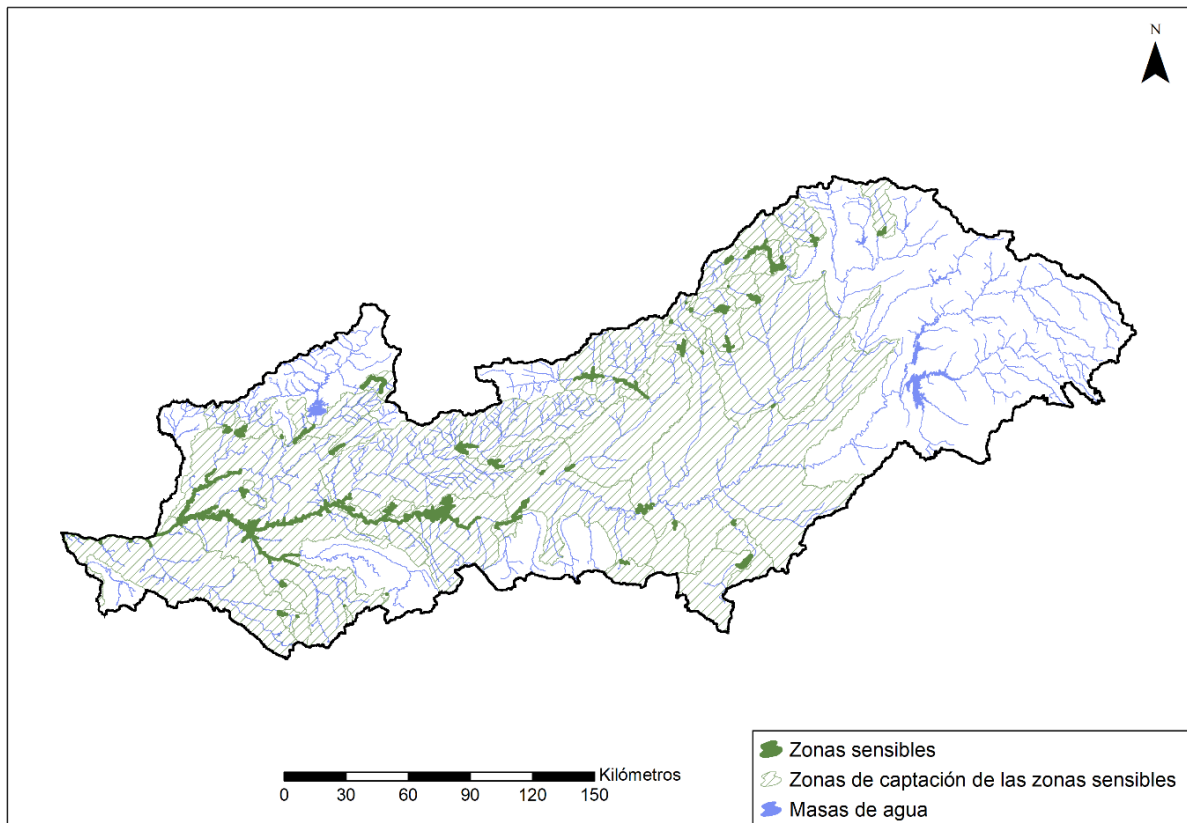 N
Zonas sensibles
Zonas de captación de las zonas sensibles
Masas de agua
Kilómetros
0 30 60 90 120 150